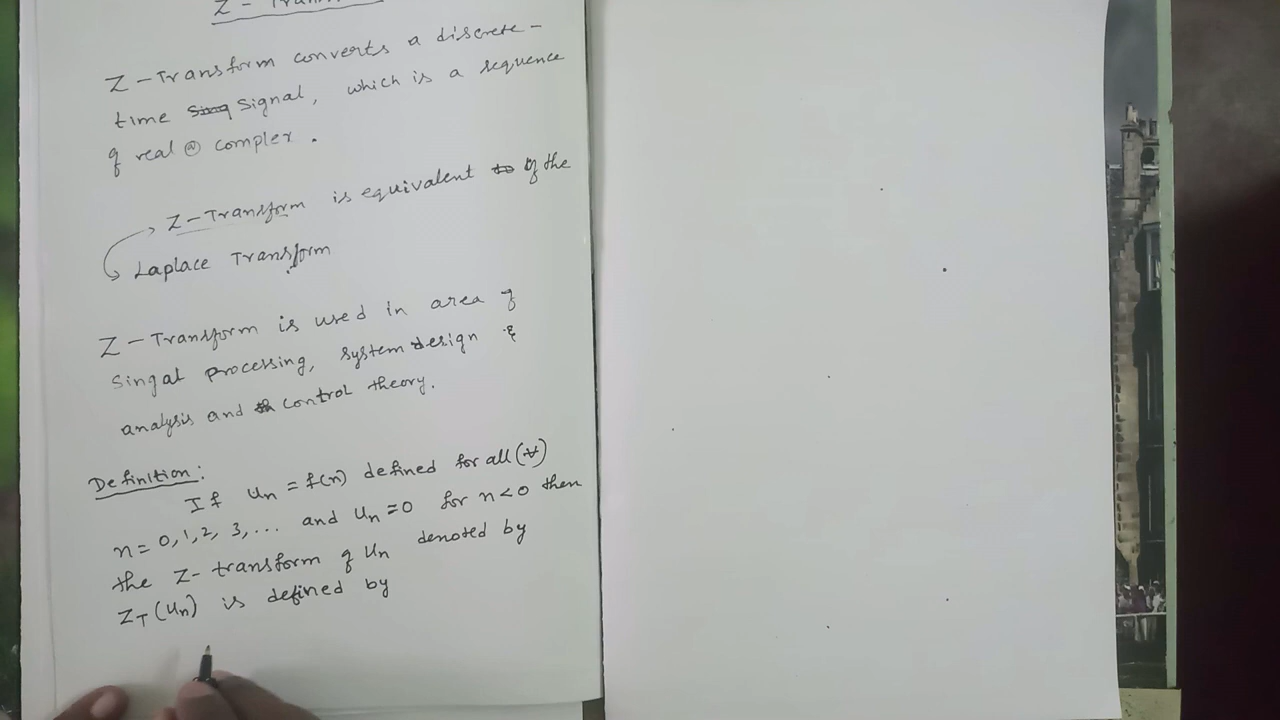 Z - Transf
Z - Transform converts a discrete -
time Sing Signal, which is a sequence
of real or complex.
Z - Transform is equivalent to of the
Laplace Transform
Z - Transform is used in area of
Singal processing, system design &
analysis and th control theory.
Definition:
If un = f(n) defined for all (∀)
n = 0, 1, 2, 3, ... and un = 0 for n < 0 then
the Z- transform of un denoted by
ZT (un) is defined by